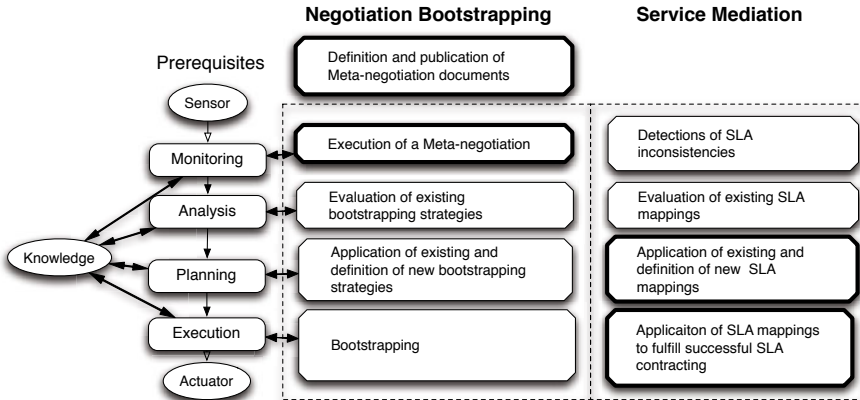 Negotiation Bootstrapping
Service Mediation
Prerequisites
Definition and publication of
Meta-negotiation documents
Sensor
Monitoring
Execution of a Meta-negotiation
Detections of SLA
inconsistencies
Analysis
Evaluation of existing
bootstrapping strategies
Evaluation of existing SLA
mappings
Knowledge
Planning
Application of existing and
definition of new bootstrapping
strategies
Application of existing and
definition of new SLA
mappings
Execution
Bootstrapping
Applicaiton of SLA mappings
to fulfill successful SLA
contracting
Actuator